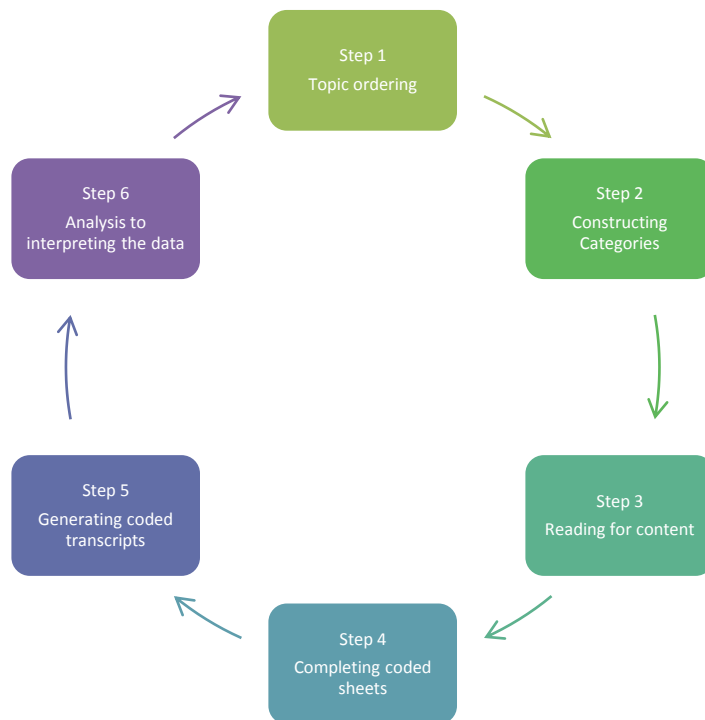 Step 1
Topic ordering
Step 2
Constructing
Categories
Step 3
Reading for content
Step 4
Completing coded
sheets
Step 5
Generating coded
transcripts
Step 6
Analysis to
interpreting the data